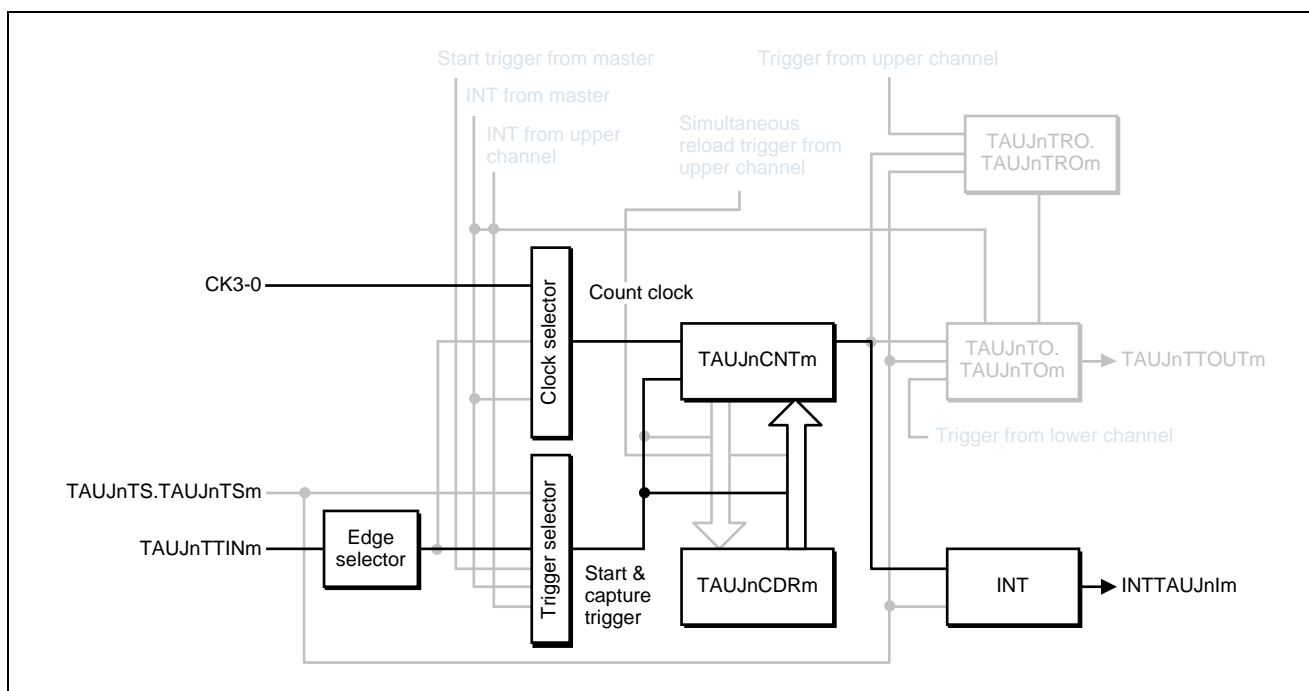 Start trigger from master
INT from master
INT from upper
channel
Simultaneous
reload trigger from
upper channel
Trigger from upper channel
TAUJnTRO.
TAUJnTROm
CK3-0
Clock selector
Count clock
TAUJnCNTm
TAUJnTO.
TAUJnTOm
TAUJnTTOUTm
Trigger from lower channel
TAUJnTS.TAUJnTSm
TAUJnTTINm
Edge
selector
Trigger selector
Start &
capture
trigger
TAUJnCDRm
INT
INTTAUJnIm